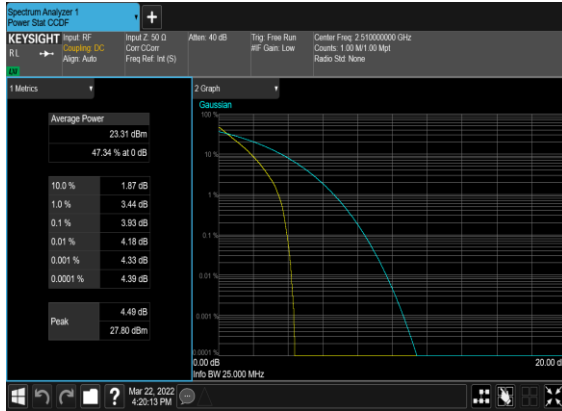 Spectrum Analyzer 1
Power Stat CCDF
+
KEYSIGHT
RL
LV
Input: RF
Coupling: DC
Align: Auto
Input Z: 50 Ω
Corr CCorr
Freq Ref: Int (S)
Atten: 40 dB
Trig: Free Run
#IF Gain: Low
Center Freq: 2.510000000 GHz
Counts: 1.00 M/1.00 Mpt
Radio Std: None
1 Metrics
Average Power
23.31 dBm
47.34 % at 0 dB
10.0 % 1.87 dB
1.0 % 3.44 dB
0.1 % 3.93 dB
0.01 % 4.18 dB
0.001 % 4.33 dB
0.0001 % 4.39 dB
Peak 4.49 dB
27.80 dBm
2 Graph
Gaussian
100 %
10 %
1 %
0.1 %
0.01 %
0.001 %
0.0001 %
0.00 dB 20.00 d
Info BW 25.000 MHz
?
Mar 22, 2022
4:20:13 PM